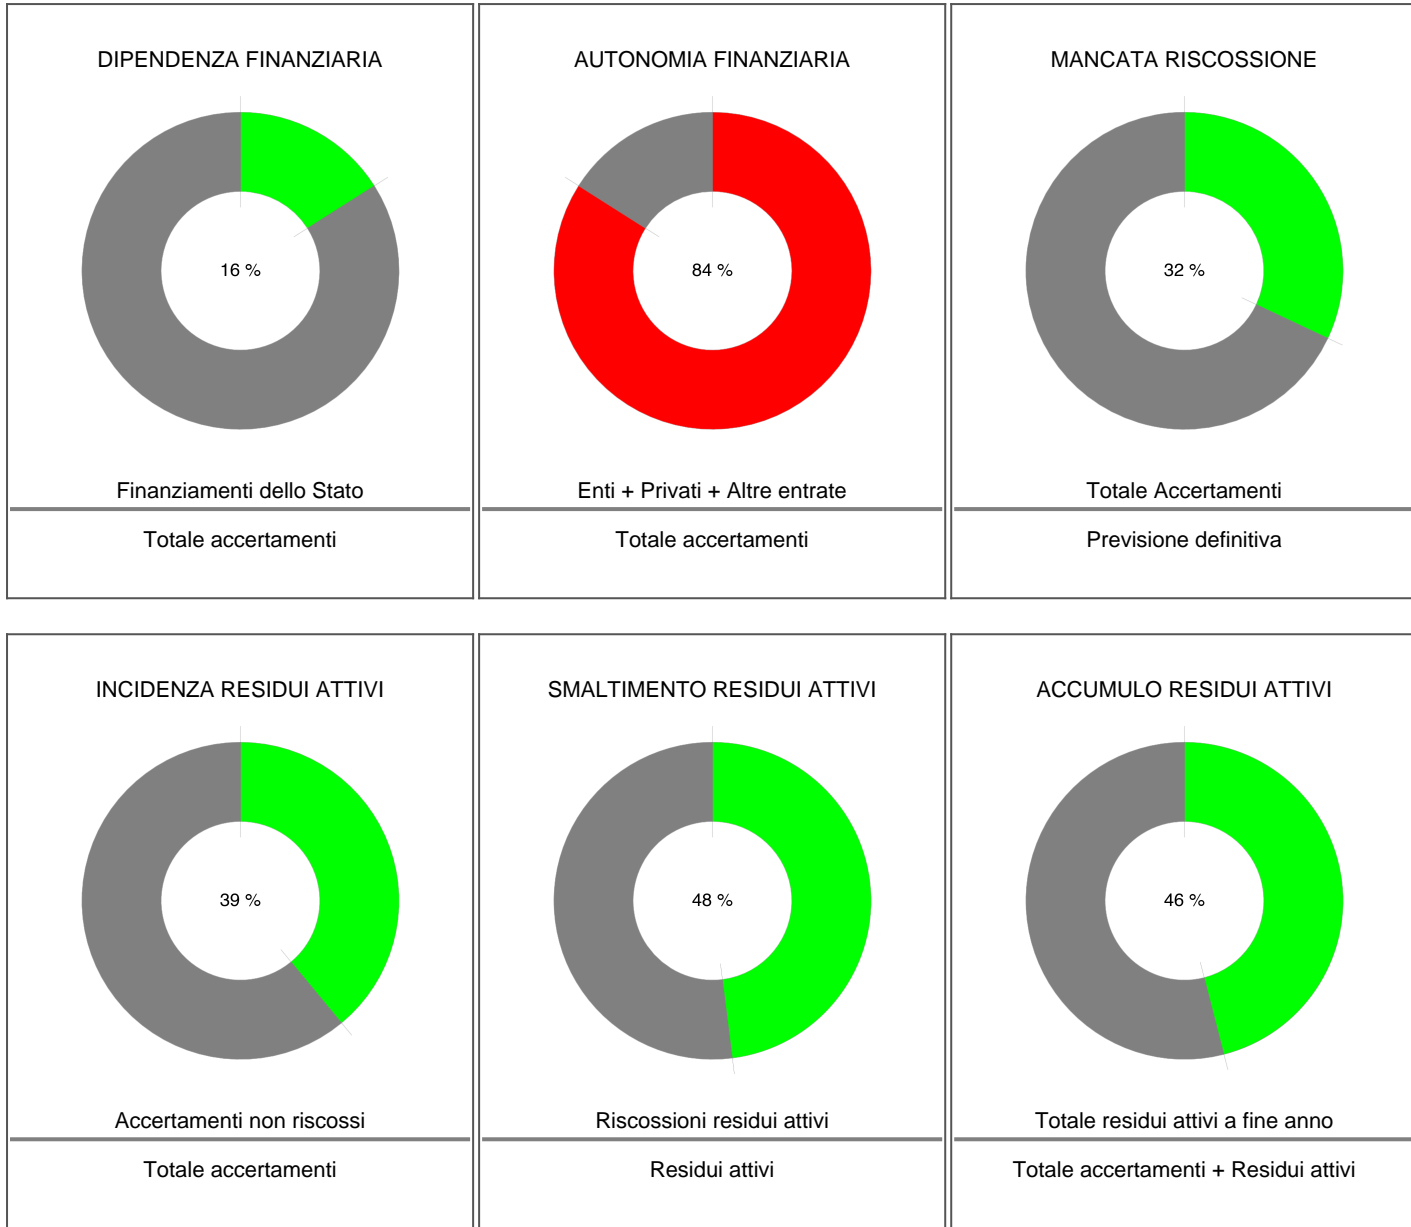 DIPENDENZA FINANZIARIA
16 %
Finanziamenti dello Stato
Totale accertamenti
AUTONOMIA FINANZIARIA
84 %
Enti + Privati + Altre entrate
Totale accertamenti
MANCATA RISCOSSIONE
32 %
Totale Accertamenti
Previsione definitiva
INCIDENZA RESIDUI ATTIVI
39 %
Accertamenti non riscossi
Totale accertamenti
SMALTIMENTO RESIDUI ATTIVI
48 %
Riscossioni residui attivi
Residui attivi
ACCUMULO RESIDUI ATTIVI
46 %
Totale residui attivi a fine anno
Totale accertamenti + Residui attivi